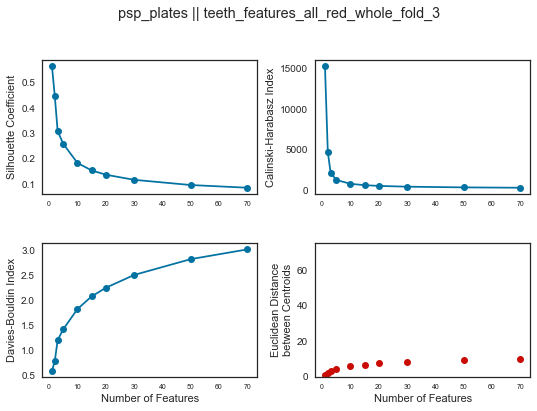 psp_plates || teeth_features_all_red_whole_fold_3
Silhouette Coefficient
0.5
0.4
0.3
0.2
0.1
0 10 20 30 40 50 60 70
Calinski-Harabasz Index
15000
10000
5000
0
0 10 20 30 40 50 60 70
Davies-Bouldin Index
3.0
2.5
2.0
1.5
1.0
0.5
0 10 20 30 40 50 60 70
Number of Features
Euclidean Distance
between Centroids
60
40
20
0
0 10 20 30 40 50 60 70
Number of Features